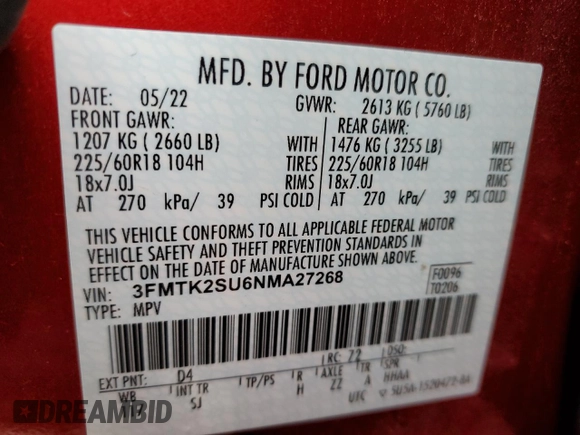 MFD. BY FORD MOTOR CO.
DATE: 05/22 GVWR: 2613 KG (5760 LB)
FRONT GAWR: REAR GAWR:
1207 KG (2660 LB) WITH 1476 KG (3255 LB) WITH
225/60R18 104H TIRES 225/60R18 104H TIRES
18x7.0J RIMS 18x7.0J RIMS
AT 270 kPa/ 39 PSI COLD AT 270 kPa/ 39 PSI COLD
THIS VEHICLE CONFORMS TO ALL APPLICABLE FEDERAL MOTOR
VEHICLE SAFETY AND THEFT PREVENTION STANDARDS IN
EFFECT ON THE DATE OF MANUFACTURE SHOWN ABOVE.
VIN: 3FMTK2SU6NMA27268 F0096
TYPE: MPV T0206
EXT PNT: D4 RC: 72 DSO:
WB INT TR TP/PS R AXLE TR SPR
SJ H ZZ A HHAA
UTC
DREAMBID